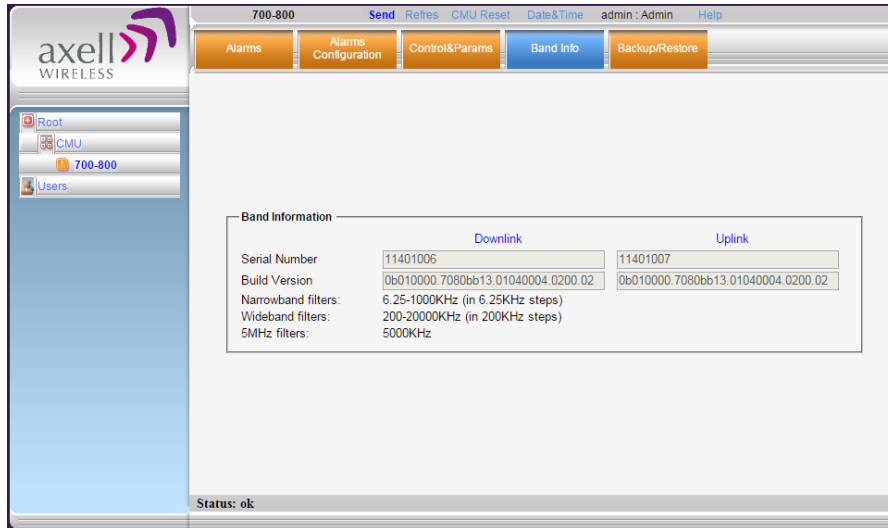 700-800 Send Refres CMU Reset Date&Time admin : Admin Help
axell
WIRELESS
Alarms
Alarms Configuration
Control&Params
Band Info
Backup/Restore
Root
CMU
700-800
Users
Band Information
Downlink Uplink
Serial Number 11401006 11401007
Build Version 0b010000.7080bb13.01040004.0200.02 0b010000.7080bb13.01040004.0200.02
Narrowband filters: 6.25-1000KHz (in 6.25KHz steps)
Wideband filters: 200-20000KHz (in 200KHz steps)
5MHz filters: 5000KHz
Status: ok